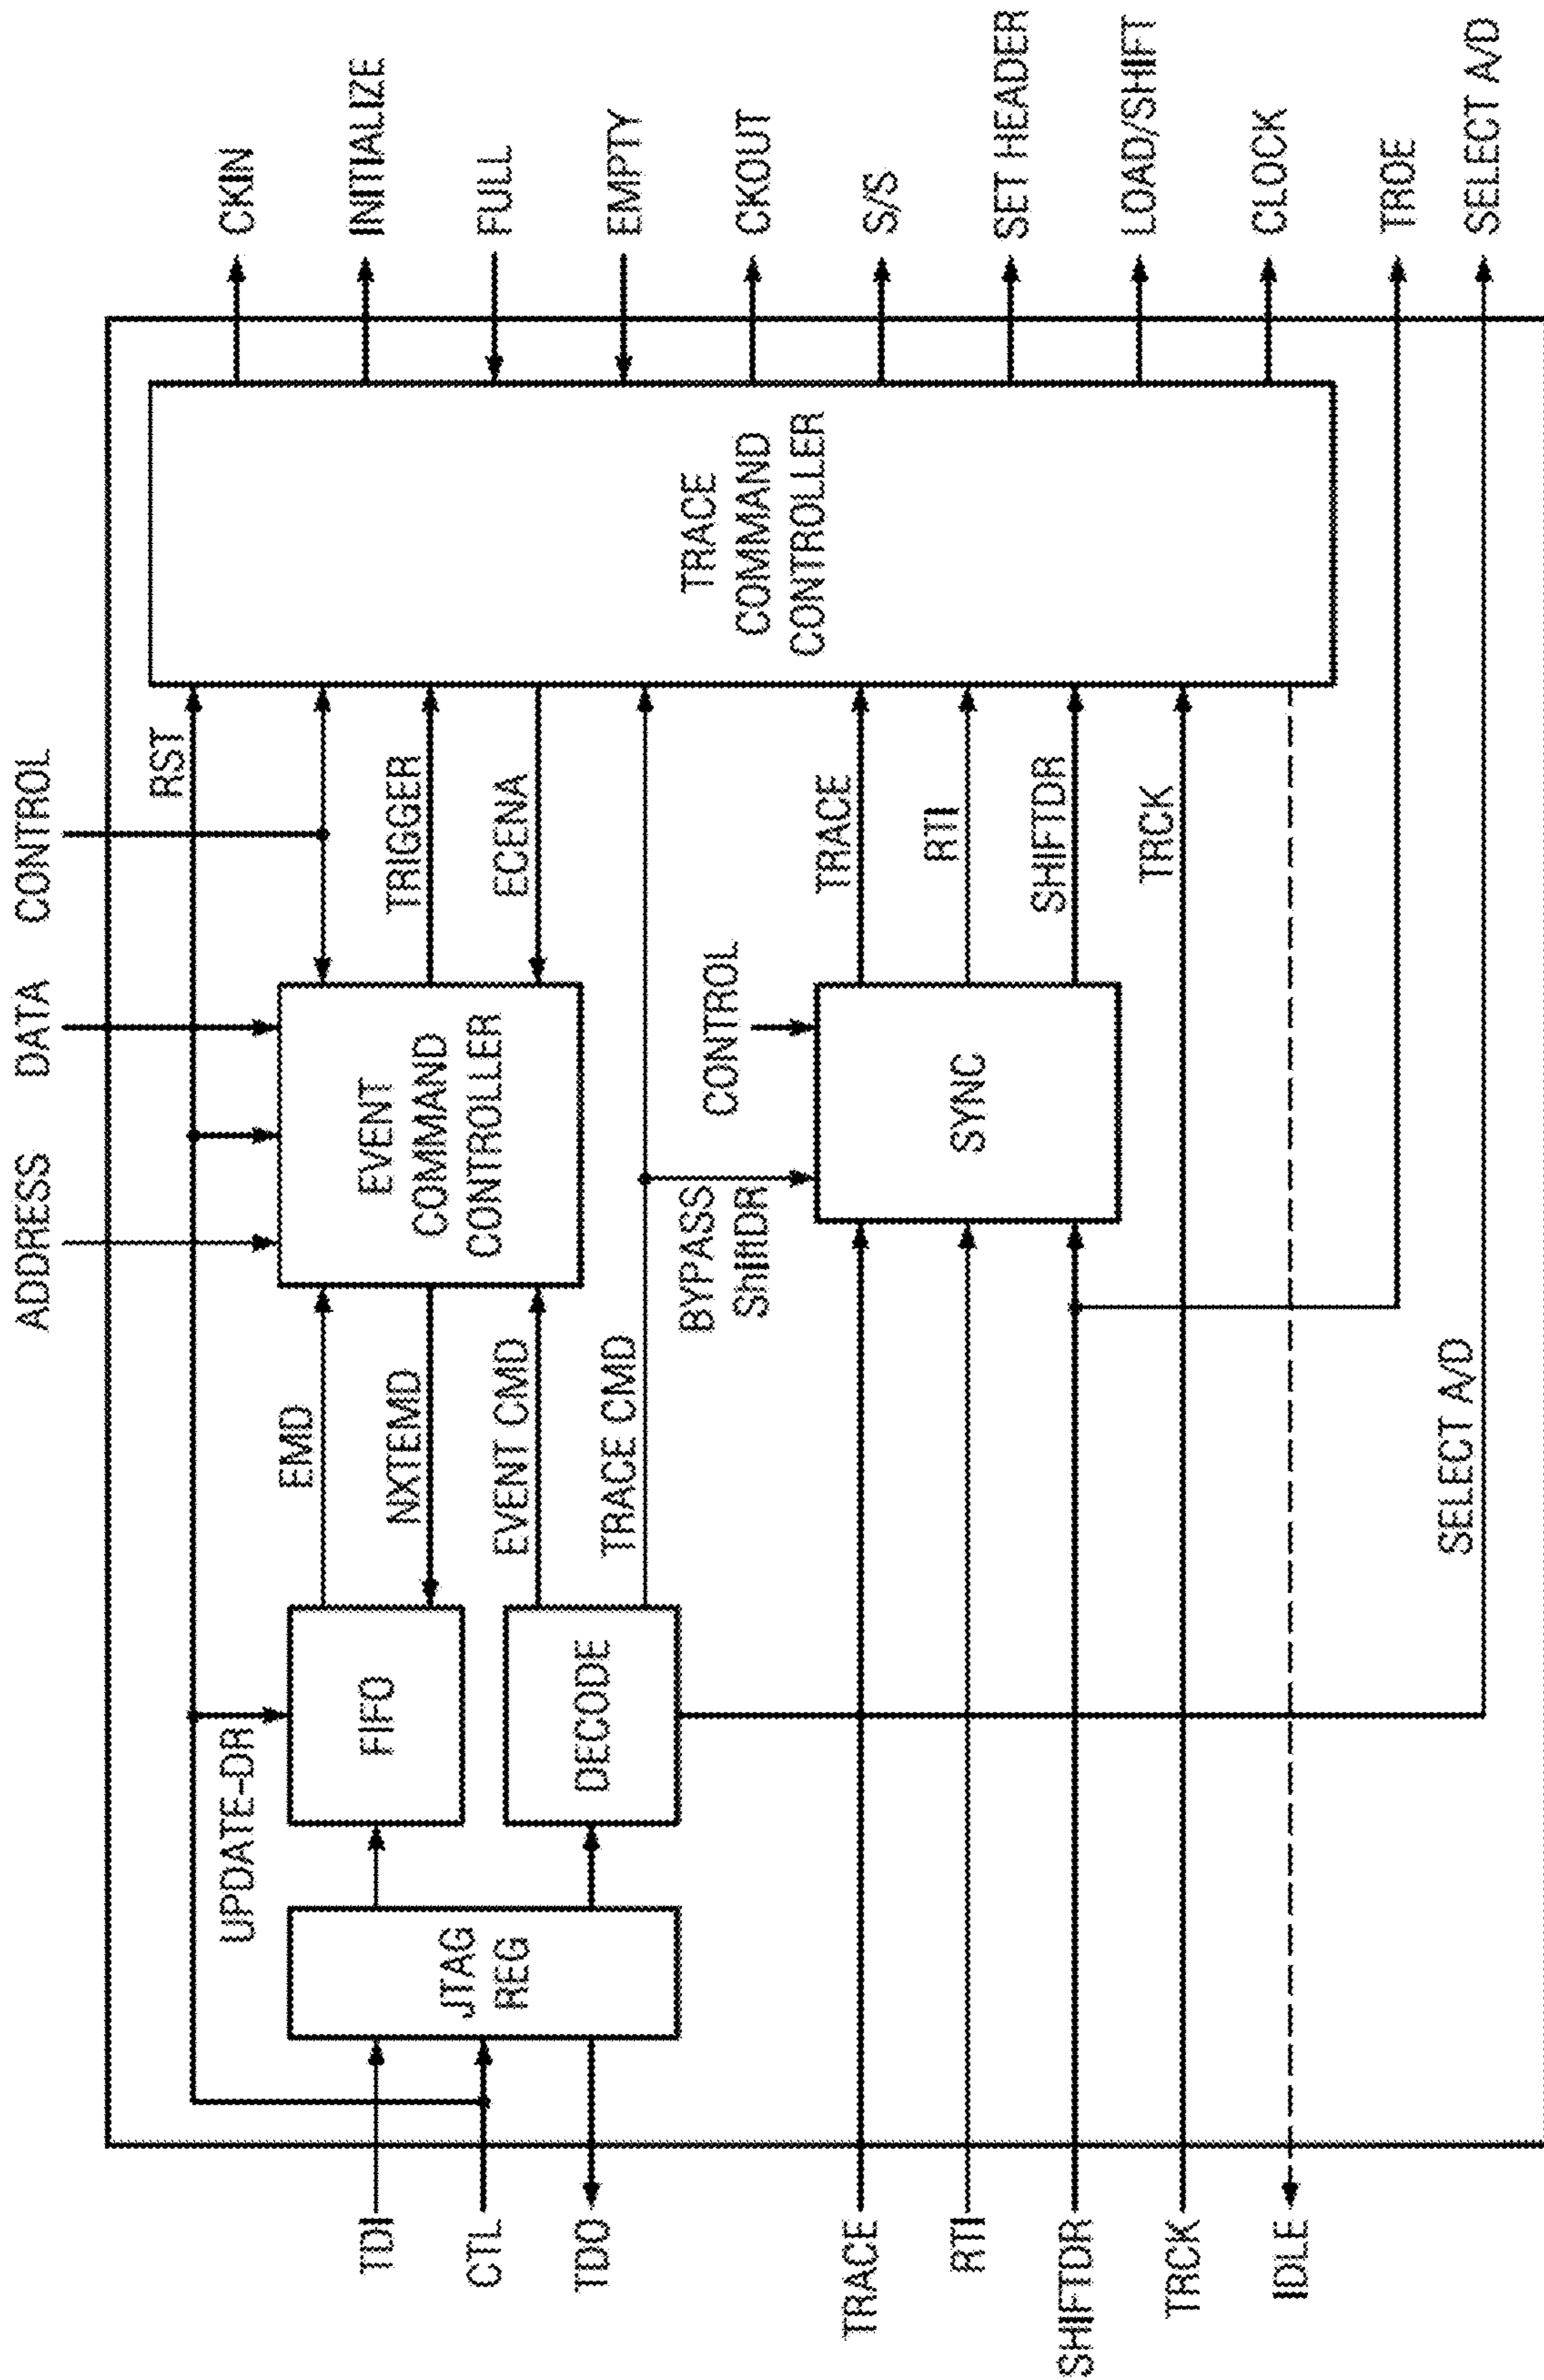 ADDRESS
DATA
CONTROL
RST
UPDATE-DR
TDI
CTL
TDO
JTAG
REG
FIFO
DECODE
EMD
NXTEMD
EVENT CMD
TRACE CMD
EVENT
COMMAND
CONTROLLER
TRIGGER
ECENA
BYPASS
ShiftDR
CONTROL
SYNC
TRACE
RTI
SHIFTDR
TRCK
TRACE
COMMAND
CONTROLLER
CKIN
INITIALIZE
FULL
EMPTY
CKOUT
S/S
SET HEADER
LOAD/SHIFT
CLOCK
TROE
SELECT A/D
TRACE
RTI
SHIFTDR
TRCK
IDLE
SELECT A/D